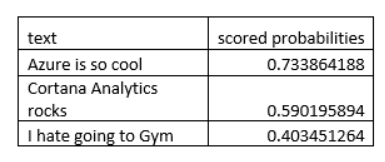 text scored probabilities
Azure is so cool 0.733864188
Cortana Analytics
rocks 0.590195894
I hate going to Gym 0.403451264